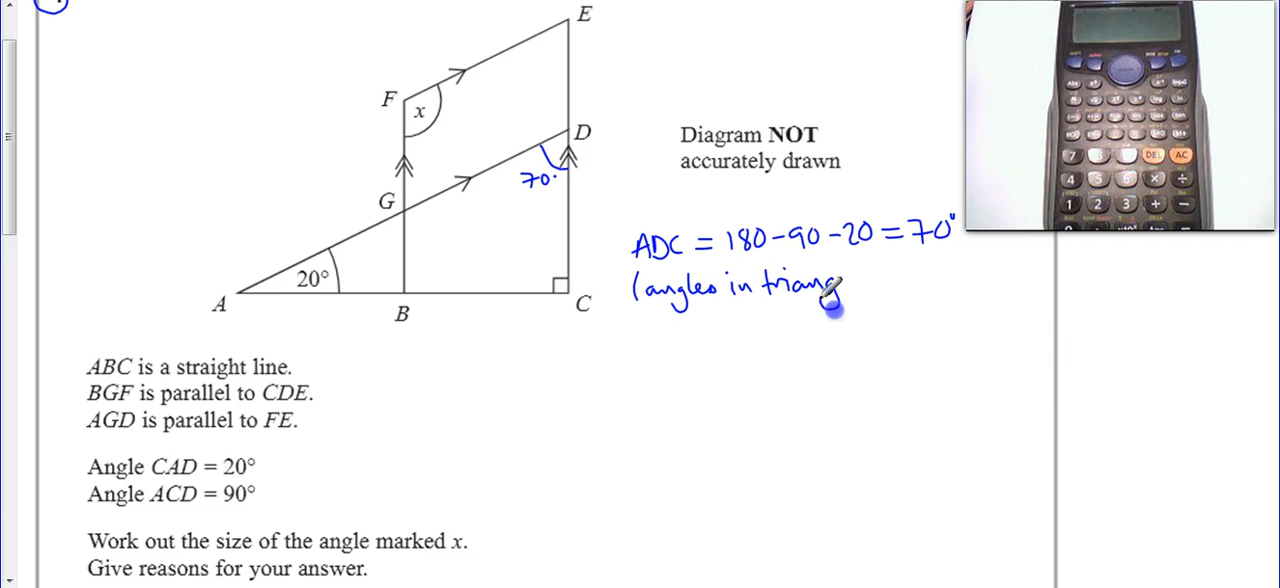 E
F
x
D
70°
G
20°
A
B
C
Diagram NOT
accurately drawn
ADC = 180-90-20 = 70°
(angles in triang
ABC is a straight line.
BGF is parallel to CDE.
AGD is parallel to FE.
Angle CAD = 20°
Angle ACD = 90°
Work out the size of the angle marked x.
Give reasons for your answer.
7
DEL
AC
4
5
6
×
÷
1
2
3
+
−